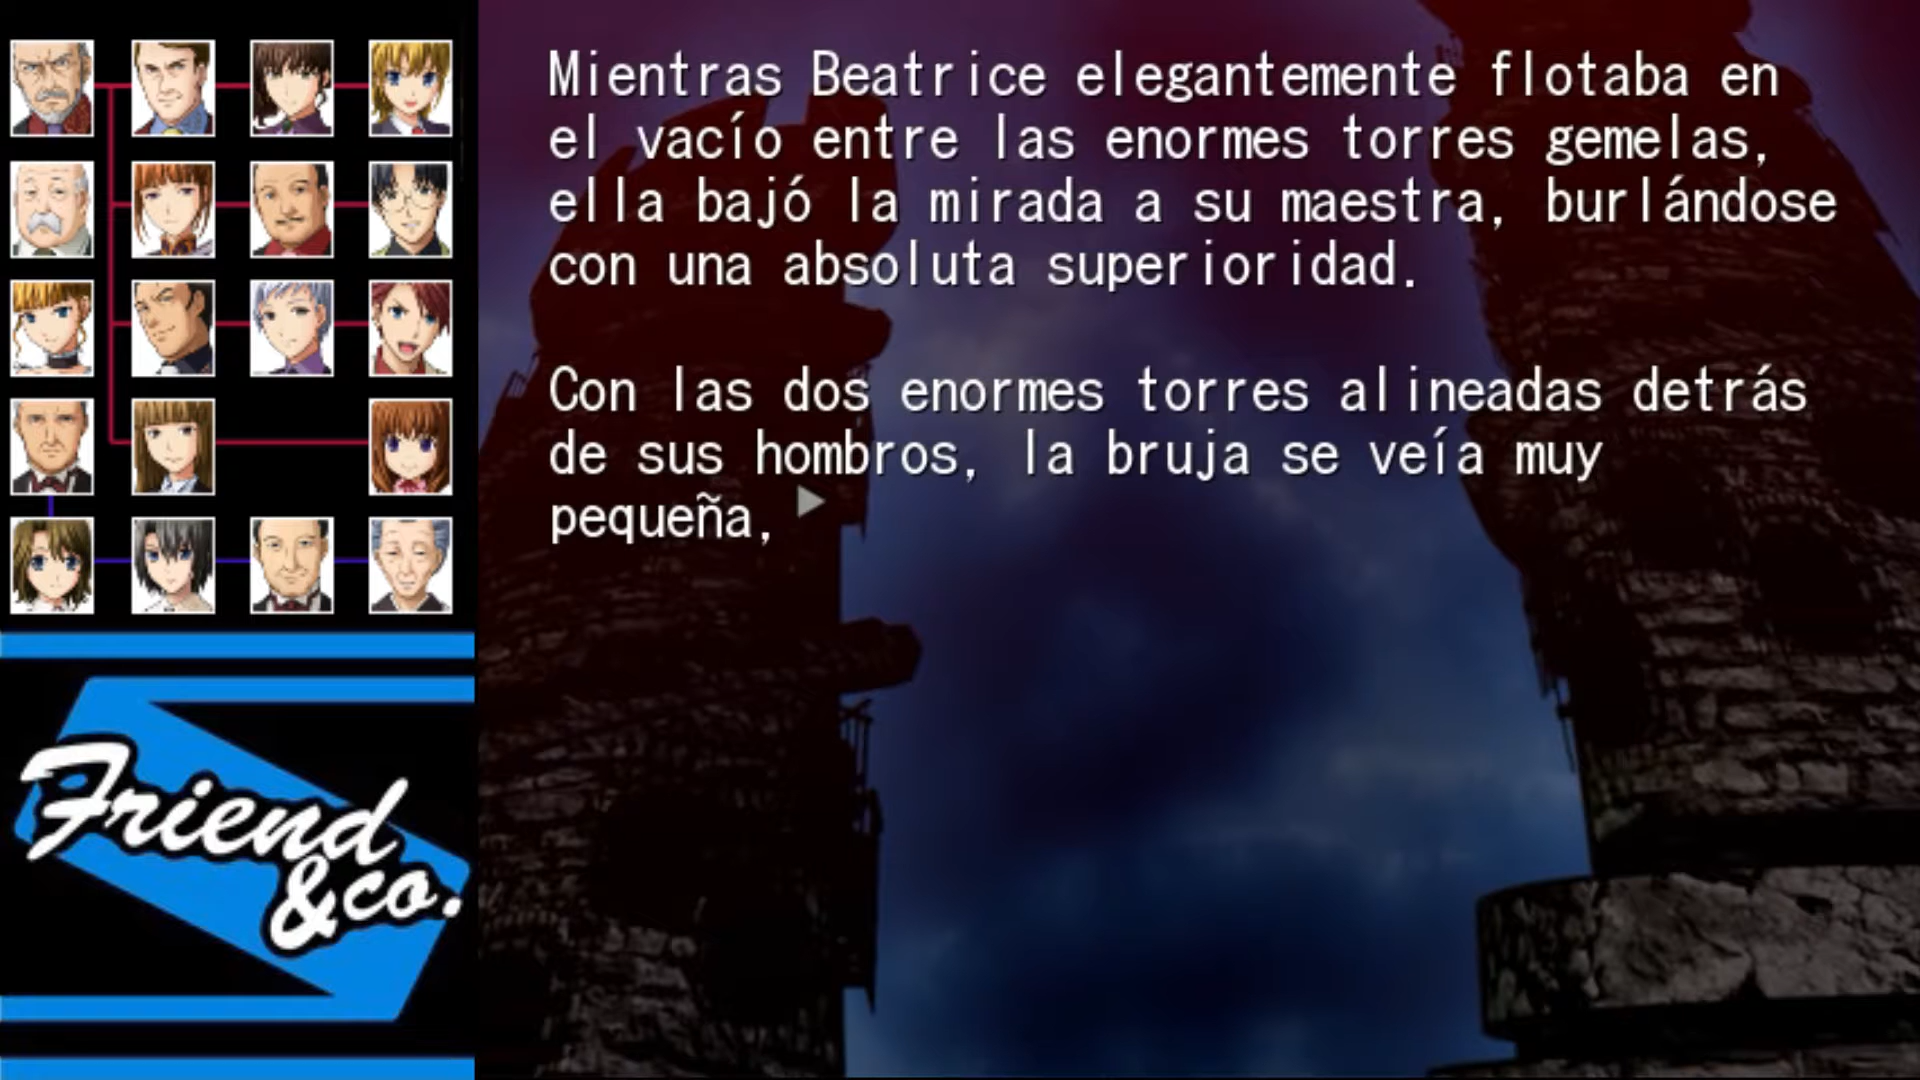 Mientras Beatrice elegantemente flotaba en
el vacío entre las enormes torres gemelas,
ella bajó la mirada a su maestra, burlándose
con una absoluta superioridad.
Con las dos enormes torres alineadas detrás
de sus hombros, la bruja se veía muy
pequeña,
Friend
&co.